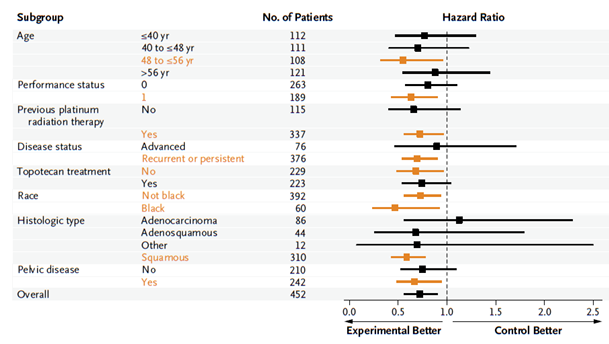 Subgroup No. of Patients Hazard Ratio
Age ≤40 yr 112
40 to ≤48 yr 111
48 to ≤56 yr 108
>56 yr 121
Performance status 0 263
1 189
Previous platinum No 115
radiation therapy
Yes 337
Disease status Advanced 76
Recurrent or persistent 376
Topotecan treatment No 229
Yes 223
Race Not black 392
Black 60
Histologic type Adenocarcinoma 86
Adenosquamous 44
Other 12
Squamous 310
Pelvic disease No 210
Yes 242
Overall 452
0.0 0.5 1.0 1.5 2.0 2.5
Experimental Better Control Better